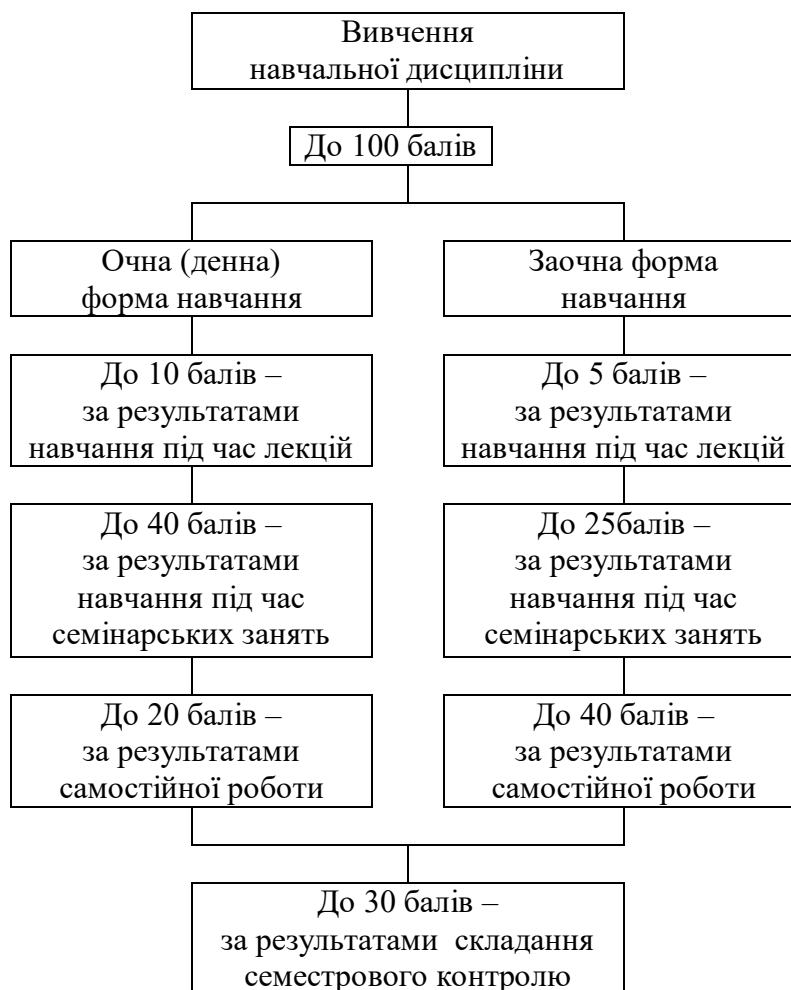 Вивчення
навчальної дисципліни
До 100 балів
Очна (денна)
форма навчання
Заочна форма
навчання
До 10 балів –
за результатами
навчання під час лекцій
До 5 балів –
за результатами
навчання під час лекцій
До 40 балів –
за результатами
навчання під час
семінарських занять
До 25балів –
за результатами
навчання під час
семінарських занять
До 20 балів –
за результатами
самостійної роботи
До 40 балів –
за результатами
самостійної роботи
До 30 балів –
за результатами складання
семестрового контролю